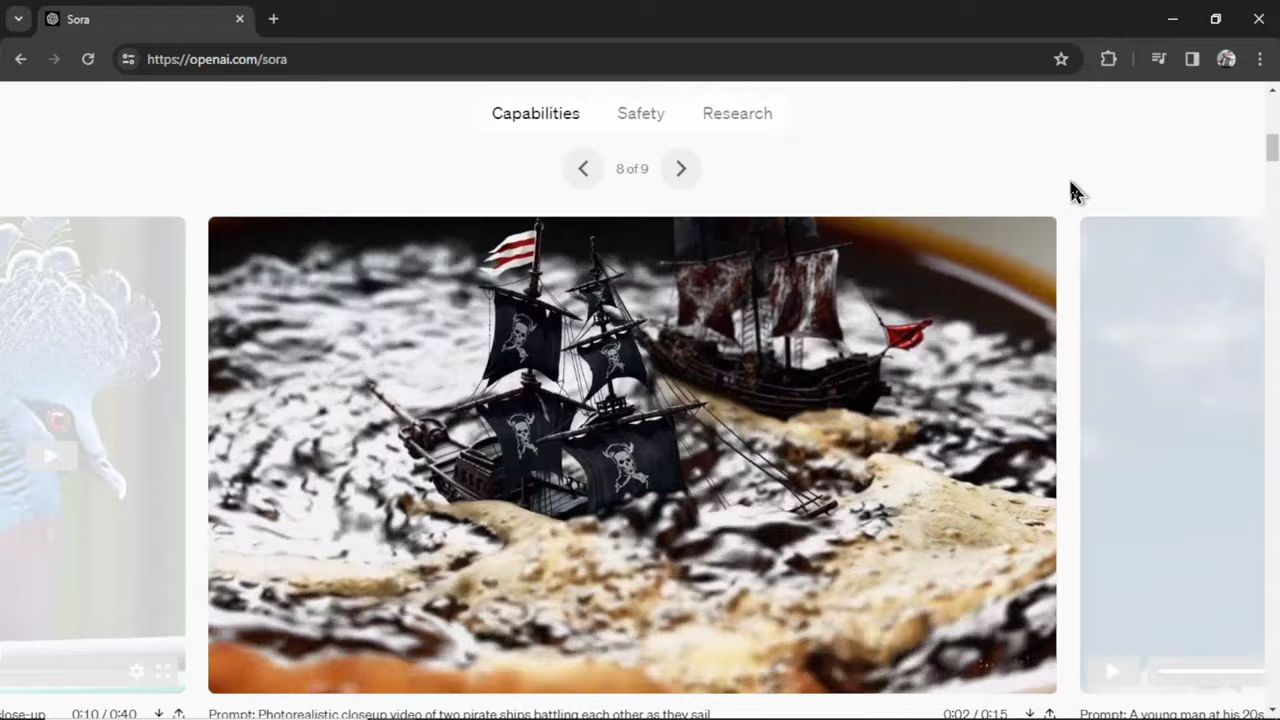 Sora
https://openai.com/sora
Capabilities Safety Research
8 of 9
close-up 0:10 / 0:40
Prompt: Photorealistic closeup video of two pirate ships battling each other as they sail 0:02 / 0:15
Prompt: A young man at his 20s